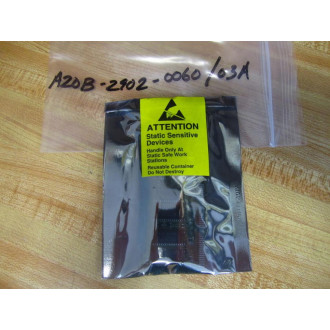 A20B-2902-0060/03A
ATTENTION
Static Sensitive
Devices
Handle Only At
Static Safe Work
Stations
Reusable Container
Do Not Destroy